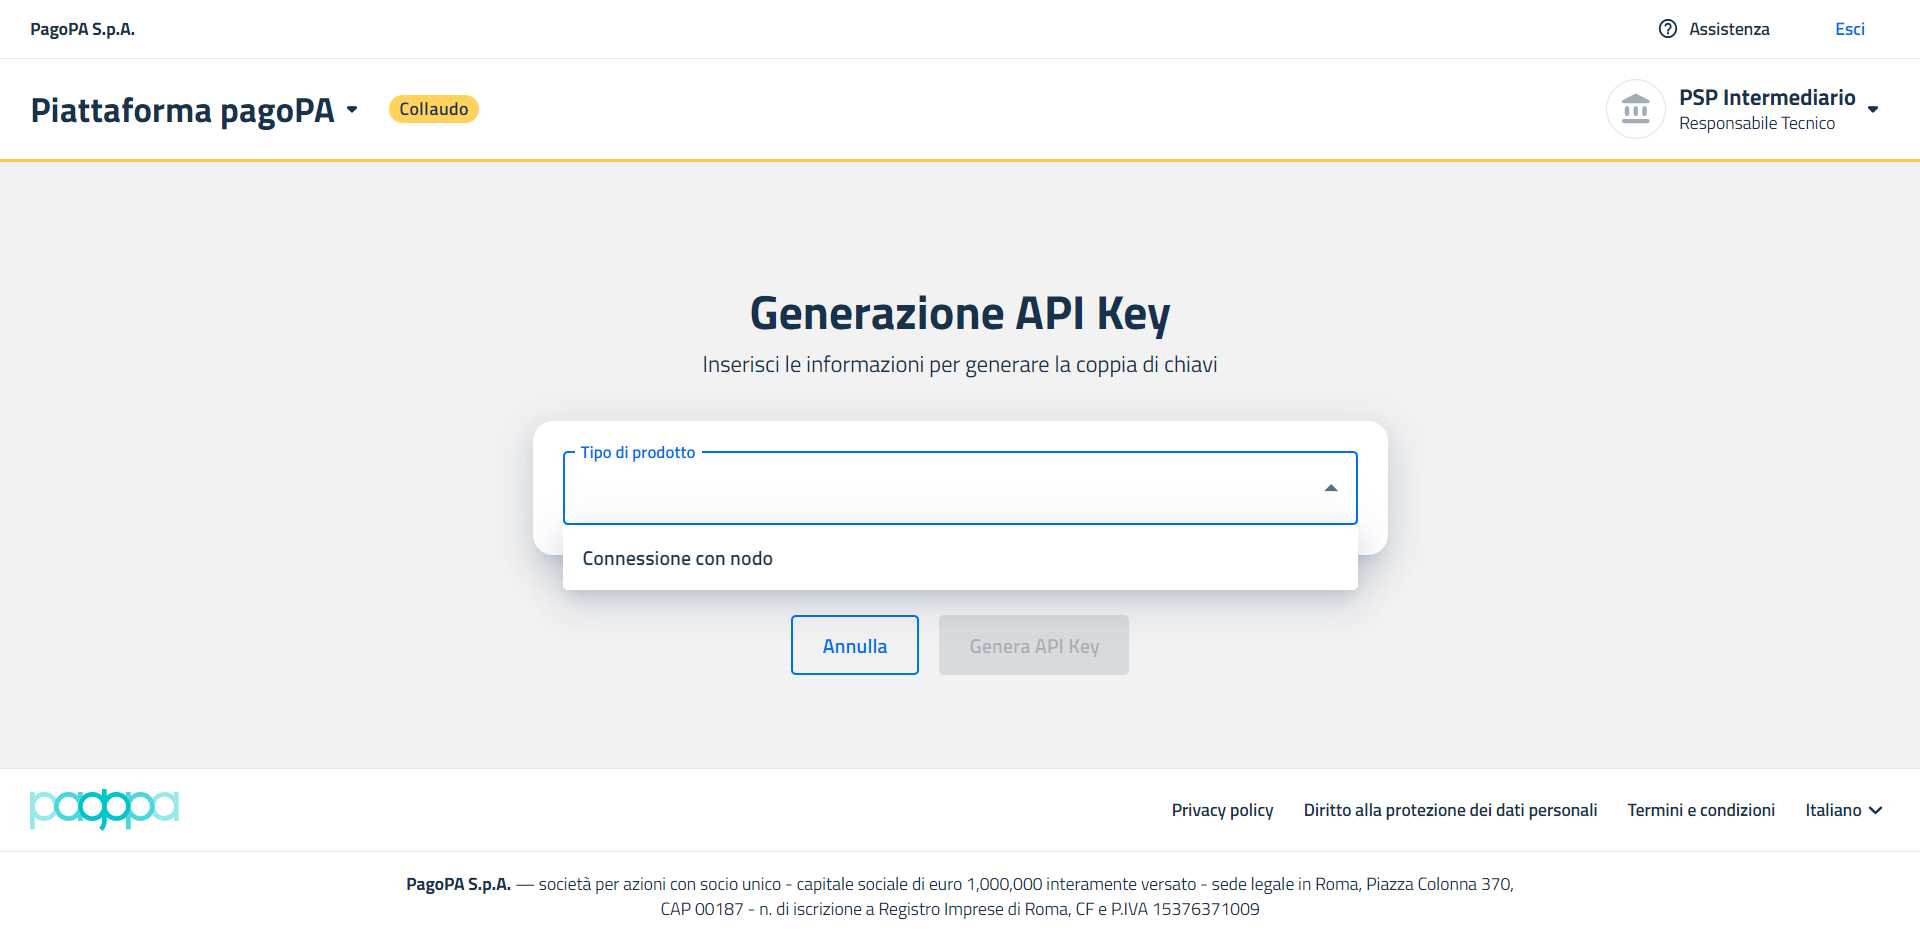 PagoPA S.p.A.
Assistenza
Esci
Piattaforma pagoPA
Collaudo
PSP Intermediario
Responsabile Tecnico
Generazione API Key
Inserisci le informazioni per generare la coppia di chiavi
Tipo di prodotto
Connessione con nodo
Annulla
Genera API Key
pagopa
Privacy policy
Diritto alla protezione dei dati personali
Termini e condizioni
Italiano
PagoPA S.p.A. — società per azioni con socio unico - capitale sociale di euro 1,000,000 interamente versato - sede legale in Roma, Piazza Colonna 370,
CAP 00187 - n. di iscrizione a Registro Imprese di Roma, CF e P.IVA 15376371009